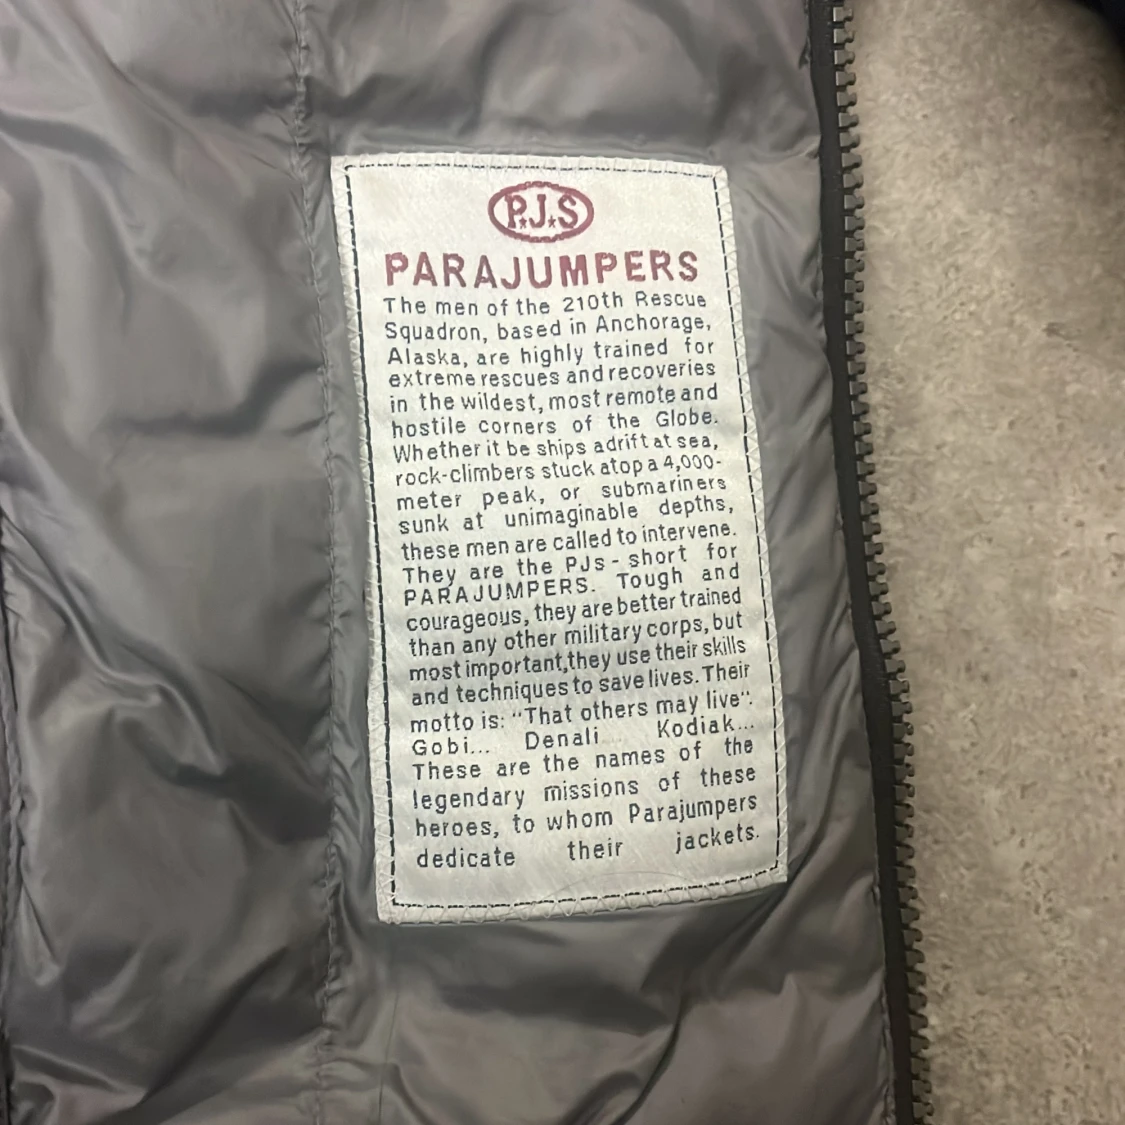 P.J.S
PARAJUMPERS
The men of the 210th Rescue
Squadron, based in Anchorage,
Alaska, are highly trained for
extreme rescues and recoveries
in the wildest, most remote and
hostile corners of the Globe.
Whether it be ships adrift at sea,
rock-climbers stuck atop a 4,000-
meter peak, or submariners
sunk at unimaginable depths,
these men are called to intervene.
They are the PJs - short for
PARAJUMPERS. Tough and
courageous, they are better trained
than any other military corps, but
most important,they use their skills
and techniques to save lives. Their
motto is: "That others may live".
Gobi... Denali Kodiak...
These are the names of the
legendary missions of these
heroes, to whom Parajumpers
dedicate their jackets.